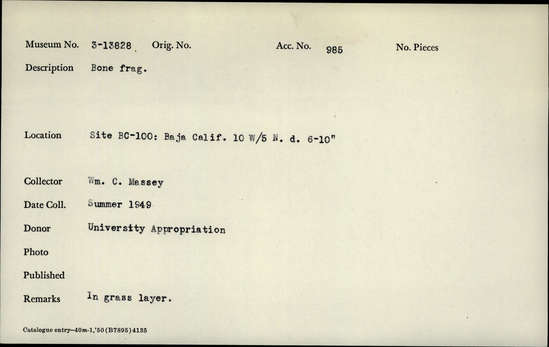 Museum No. 3-13828 Orig. No. Acc. No. 985 No. Pieces
Description Bone frag.
Location Site BC-100: Baja Calif. 10 W/5 N. d. 6-10"
Collector Wm. C. Massey
Date Coll. Summer 1949
Donor University Appropriation
Photo
Published
Remarks In grass layer.
Catalogue entry—40m-1,'50 (B7895) 4135